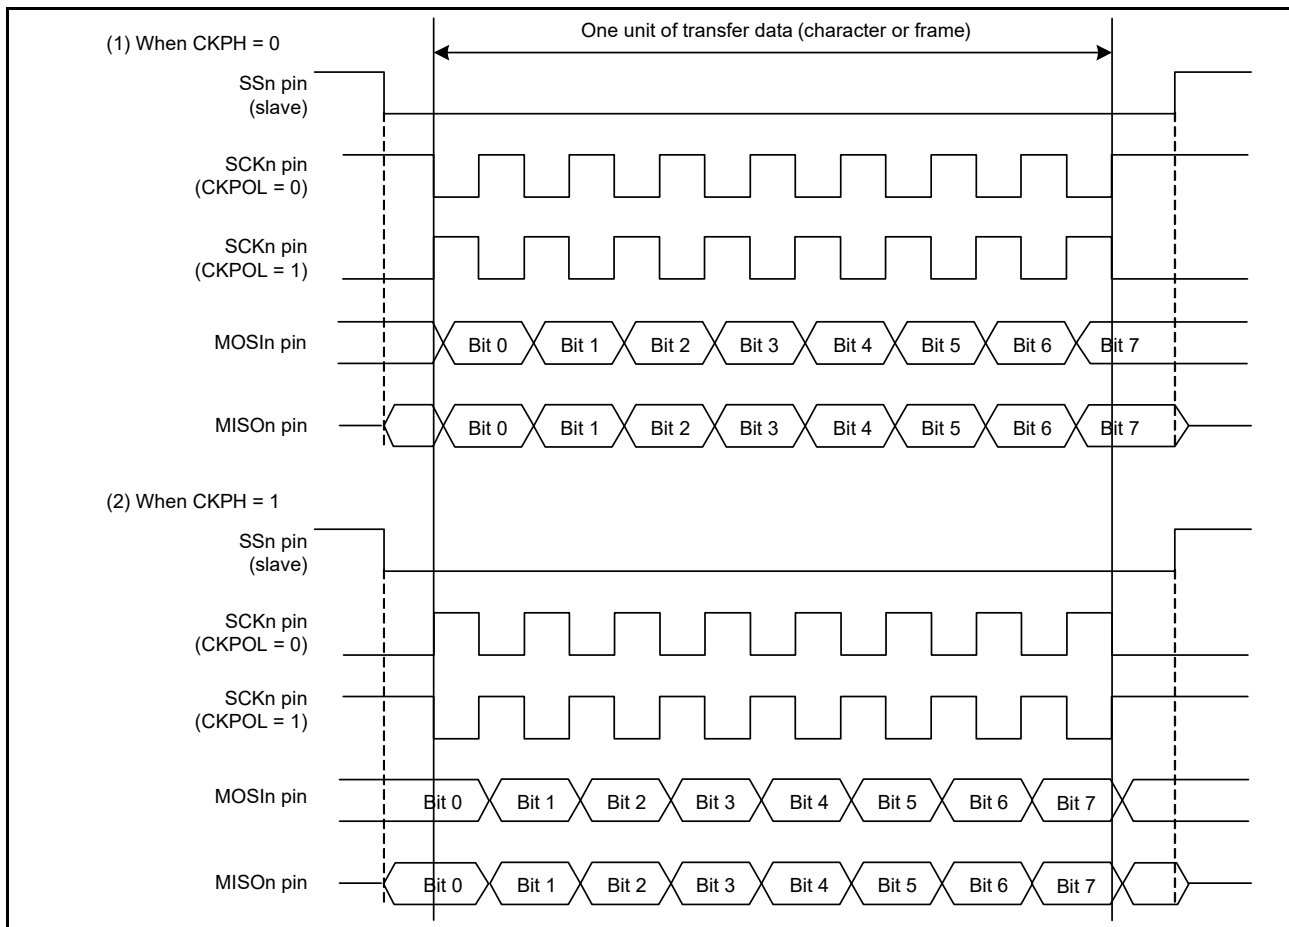 One unit of transfer data (character or frame)
(1) When CKPH = 0
SSn pin
(slave)
SCKn pin
(CKPOL = 0)
SCKn pin
(CKPOL = 1)
MOSIn pin Bit 0 Bit 1 Bit 2 Bit 3 Bit 4 Bit 5 Bit 6 Bit 7
MISOn pin Bit 0 Bit 1 Bit 2 Bit 3 Bit 4 Bit 5 Bit 6 Bit 7
(2) When CKPH = 1
SSn pin
(slave)
SCKn pin
(CKPOL = 0)
SCKn pin
(CKPOL = 1)
MOSIn pin Bit 0 Bit 1 Bit 2 Bit 3 Bit 4 Bit 5 Bit 6 Bit 7
MISOn pin Bit 0 Bit 1 Bit 2 Bit 3 Bit 4 Bit 5 Bit 6 Bit 7